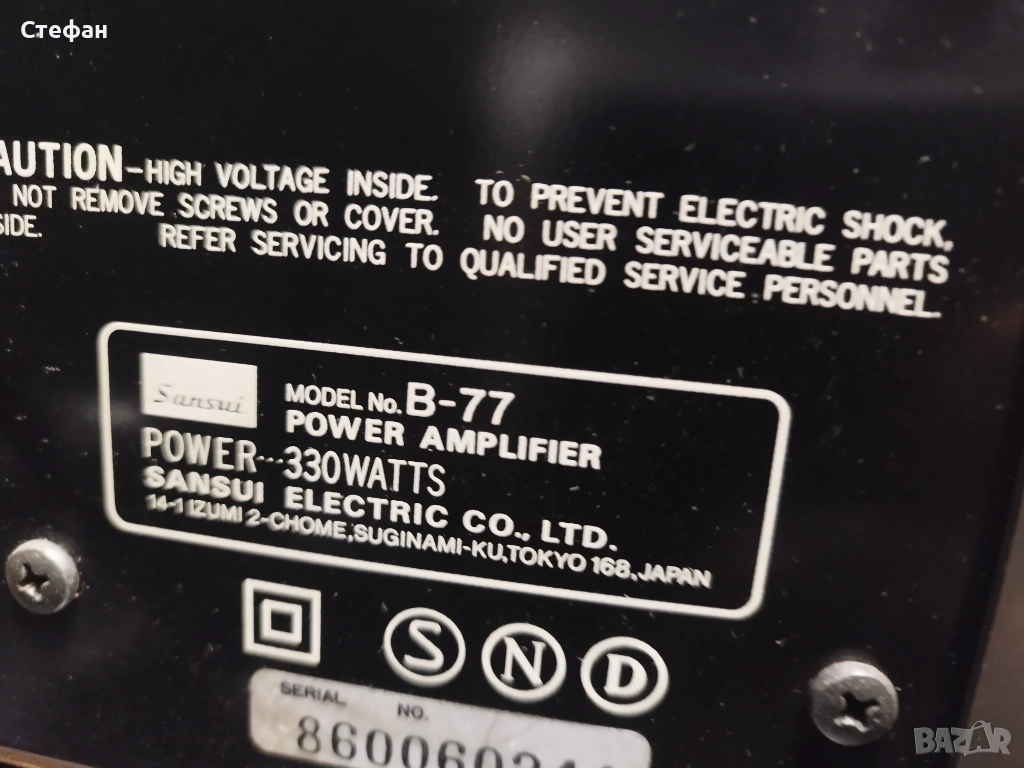 Стефан
AUTION-HIGH VOLTAGE INSIDE. TO PREVENT ELECTRIC SHOCK,
NOT REMOVE SCREWS OR COVER. NO USER SERVICEABLE PARTS
SIDE. REFER SERVICING TO QUALIFIED SERVICE PERSONNEL.
Sansui
MODEL No. B-77
POWER AMPLIFIER
POWER···330WATTS
SANSUI ELECTRIC CO., LTD.
14-1 IZUMI 2-CHOME, SUGINAMI-KU, TOKYO 168, JAPAN
S N D
SERIAL NO.
BAZAR